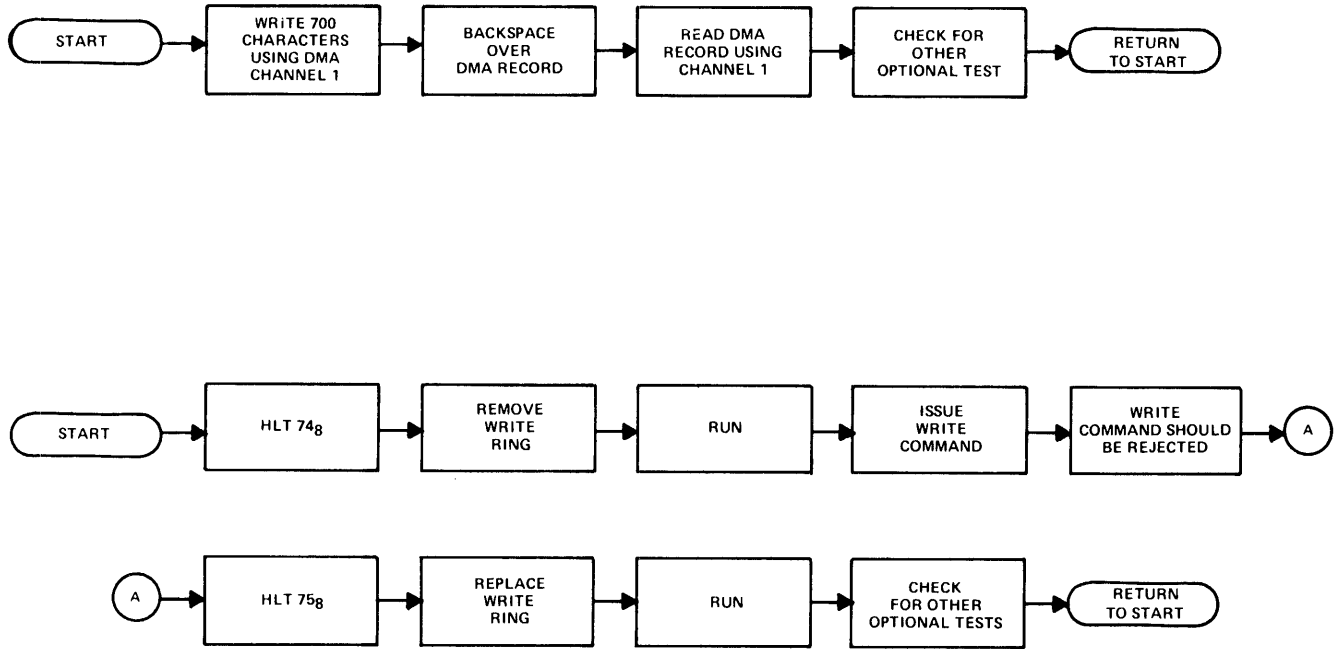 START
WRITE 700
CHARACTERS
USING DMA
CHANNEL 1
BACKSPACE
OVER
DMA RECORD
READ DMA
RECORD USING
CHANNEL 1
CHECK FOR
OTHER
OPTIONAL TEST
RETURN
TO START
START
HLT 74₈
REMOVE
WRITE
RING
RUN
ISSUE
WRITE
COMMAND
WRITE
COMMAND SHOULD
BE REJECTED
A
A
HLT 75₈
REPLACE
WRITE
RING
RUN
CHECK
FOR OTHER
OPTIONAL TESTS
RETURN
TO START